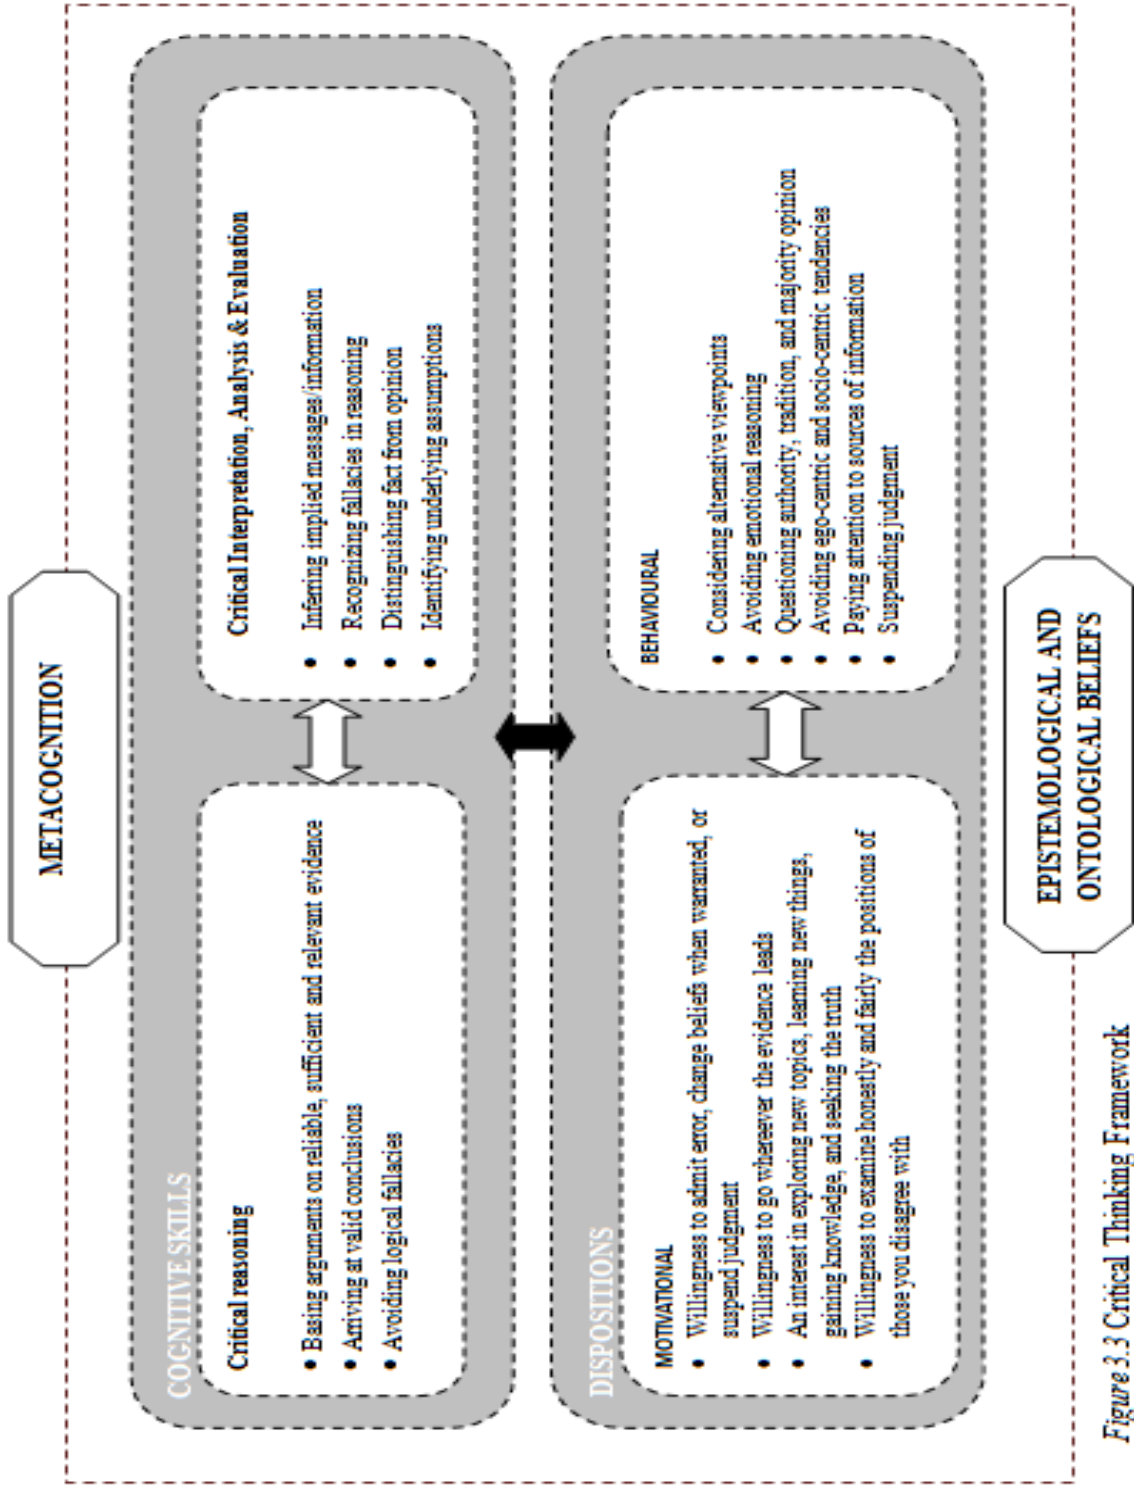 METACOGNITION
COGNITIVE SKILLS
Critical reasoning
• Basing arguments on reliable, sufficient and relevant evidence
• Arriving at valid conclusions
• Avoiding logical fallacies
Critical Interpretation, Analysis & Evaluation
• Inferring implied messages/information
• Recognizing fallacies in reasoning
• Distinguishing fact from opinion
• Identifying underlying assumptions
DISPOSITIONS
MOTIVATIONAL
• Willingness to admit error, change beliefs when warranted, or
suspend judgment
• Willingness to go whereever the evidence leads
• An interest in exploring new topics, learning new things,
gaining knowledge, and seeking the truth
• Willingness to examine honestly and fairly the positions of
those you disagree with
BEHAVIOURAL
• Considering alternative viewpoints
• Avoiding emotional reasoning
• Questioning authority, tradition, and majority opinion
• Avoiding ego-centric and socio-centric tendencies
• Paying attention to sources of information
• Suspending judgment
EPISTEMOLOGICAL AND
ONTOLOGICAL BELIEFS
Figure 3.3 Critical Thinking Framework